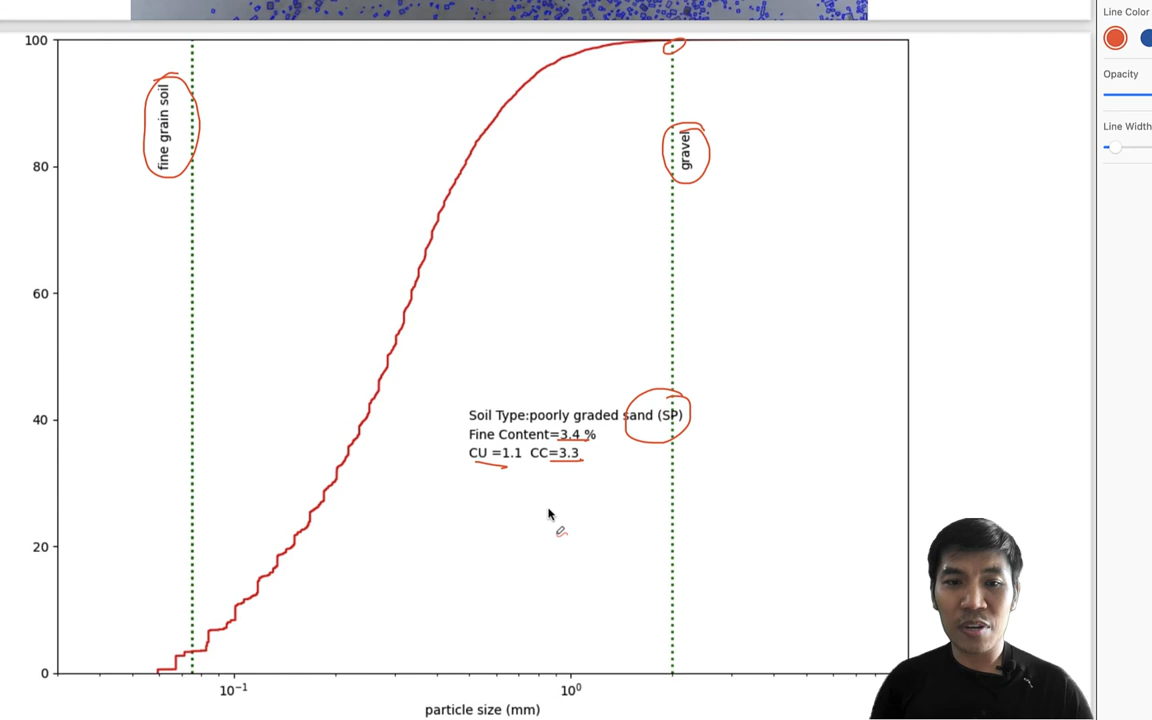 Line Color
Opacity
Line Width
100
80
60
40
20
0
fine grain soil
gravel
Soil Type:poorly graded sand (SP)
Fine Content=3.4 %
CU =1.1 CC=3.3
10⁻¹
10⁰
particle size (mm)